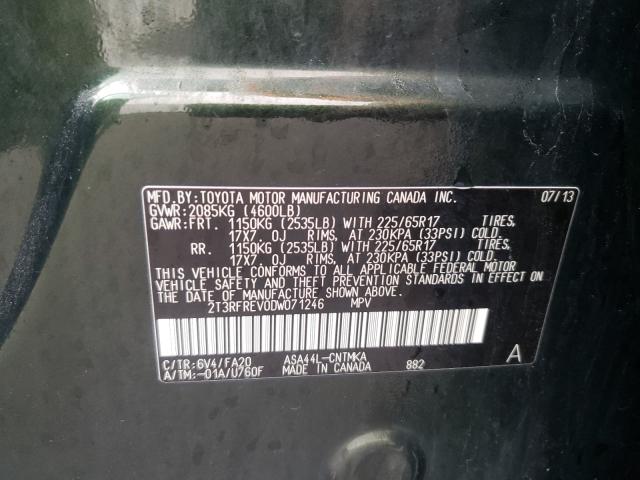 MFD.BY:TOYOTA MOTOR MANUFACTURING CANADA INC. 07/13
GVWR:2085KG (4600LB)
GAWR:FRT. 1150KG (2535LB) WITH 225/65R17 TIRES,
17X7.0J RIMS, AT 230KPA (33PSI) COLD.
RR. 1150KG (2535LB) WITH 225/65R17 TIRES,
17X7.0J RIMS, AT 230KPA (33PSI) COLD.
THIS VEHICLE CONFORMS TO ALL APPLICABLE FEDERAL MOTOR
VEHICLE SAFETY AND THEFT PREVENTION STANDARDS IN EFFECT ON
THE DATE OF MANUFACTURE SHOWN ABOVE.
2T3RFREV0DW071246 MPV
C/TR:6V4/FA20 ASA44L-CNTMKA
A/TM:-01A/U760F MADE IN CANADA 882 A